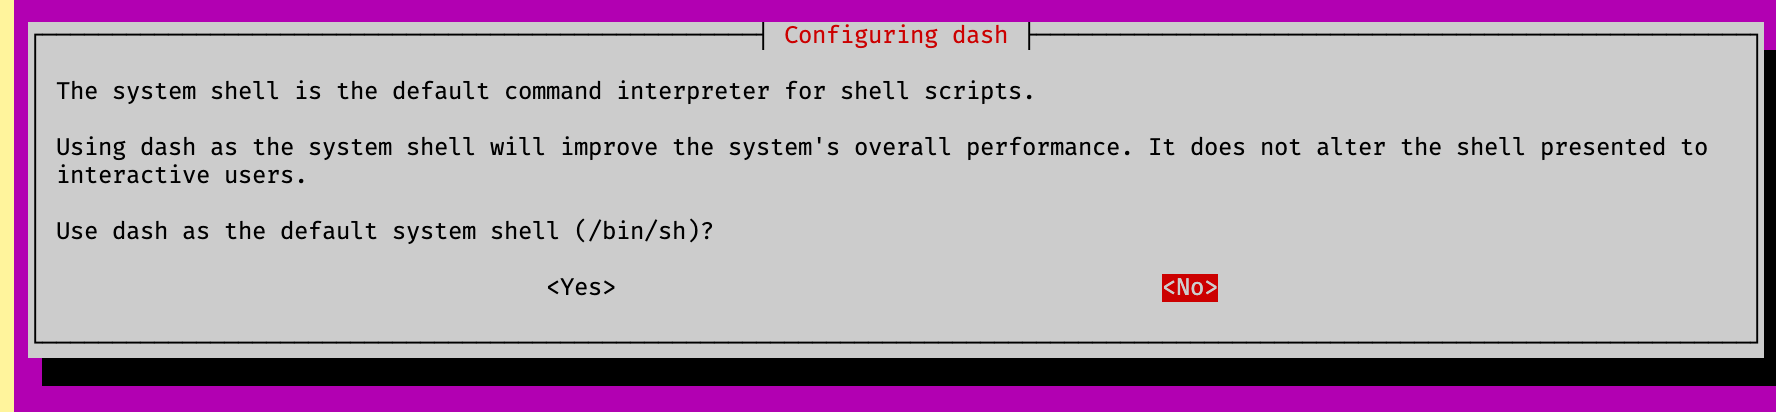 Configuring dash
The system shell is the default command interpreter for shell scripts.
Using dash as the system shell will improve the system's overall performance. It does not alter the shell presented to
interactive users.
Use dash as the default system shell (/bin/sh)?
<Yes> <No>